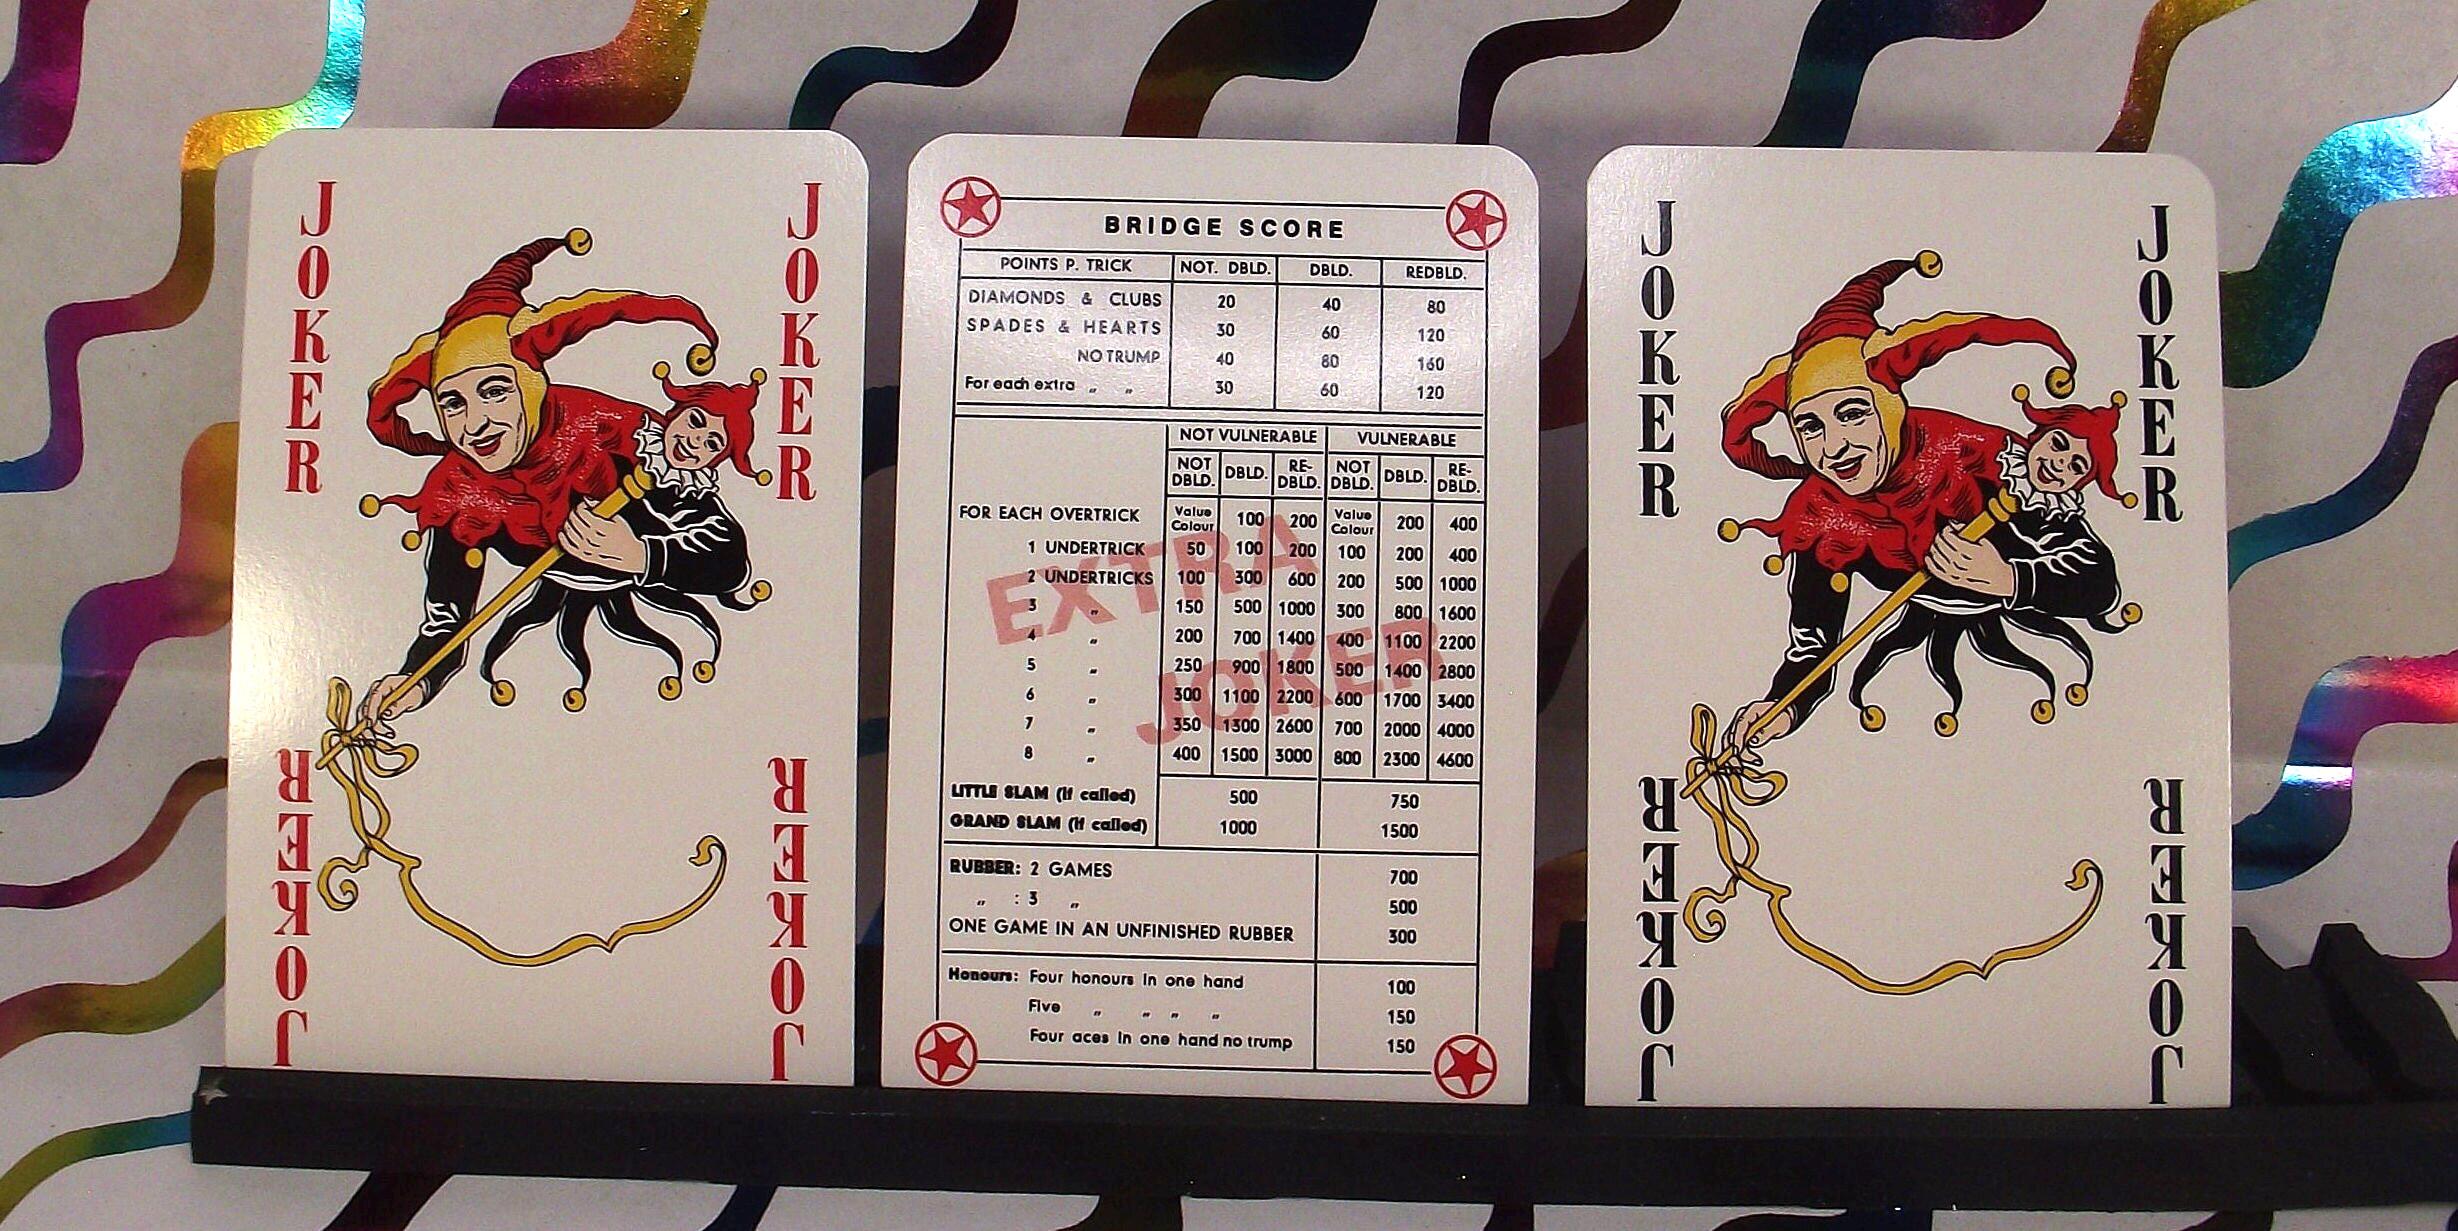 JOKER
JOKER
JOKER
JOKER
BRIDGE SCORE
POINTS P. TRICK NOT. DBLD. DBLD. REDBLD.
DIAMONDS & CLUBS 20 40 80
SPADES & HEARTS 30 60 120
NO TRUMP 40 80 160
For each extra „ „ 30 60 120
NOT VULNERABLE VULNERABLE
NOT DBLD. DBLD. RE-DBLD. NOT DBLD. DBLD. RE-DBLD.
FOR EACH OVERTRICK Value Colour 100 200 Value Colour 200 400
1 UNDERTRICK 50 100 200 100 200 400
2 UNDERTRICKS 100 300 600 200 500 1000
3 „ 150 500 1000 300 800 1600
4 „ 200 700 1400 400 1100 2200
5 „ 250 900 1800 500 1400 2800
6 „ 300 1100 2200 600 1700 3400
7 „ 350 1300 2600 700 2000 4000
8 „ 400 1500 3000 800 2300 4600
EXTRA
JOKER
LITTLE SLAM (if called) 500 750
GRAND SLAM (if called) 1000 1500
RUBBER: 2 GAMES 700
„ : 3 „ 500
ONE GAME IN AN UNFINISHED RUBBER 300
Honours: Four honours in one hand 100
Five „ „ „ „ 150
Four aces in one hand no trump 150
JOKER
JOKER
JOKER
JOKER